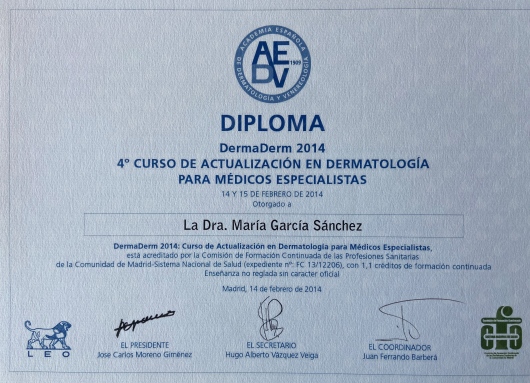 ACADEMIA ESPAÑOLA
DE DERMATOLOGÍA Y VENEREOLOGÍA
AEDV
1909
DIPLOMA
DermaDerm 2014
4º CURSO DE ACTUALIZACIÓN EN DERMATOLOGÍA
PARA MÉDICOS ESPECIALISTAS
14 Y 15 DE FEBRERO DE 2014
Otorgado a
La Dra. María García Sánchez
DermaDerm 2014: Curso de Actualización en Dermatología para Médicos Especialistas,
está acreditado por la Comisión de Formación Continuada de las Profesiones Sanitarias
de la Comunidad de Madrid-Sistema Nacional de Salud (expediente nº: FC 13/12206), con 1,1 créditos de formación continuada
Enseñanza no reglada sin caracter oficial
Madrid, 14 de febrero de 2014
LEO
EL PRESIDENTE
Jose Carlos Moreno Giménez
EL SECRETARIO
Hugo Alberto Vázquez Veiga
EL COORDINADOR
Juan Ferrando Barberá